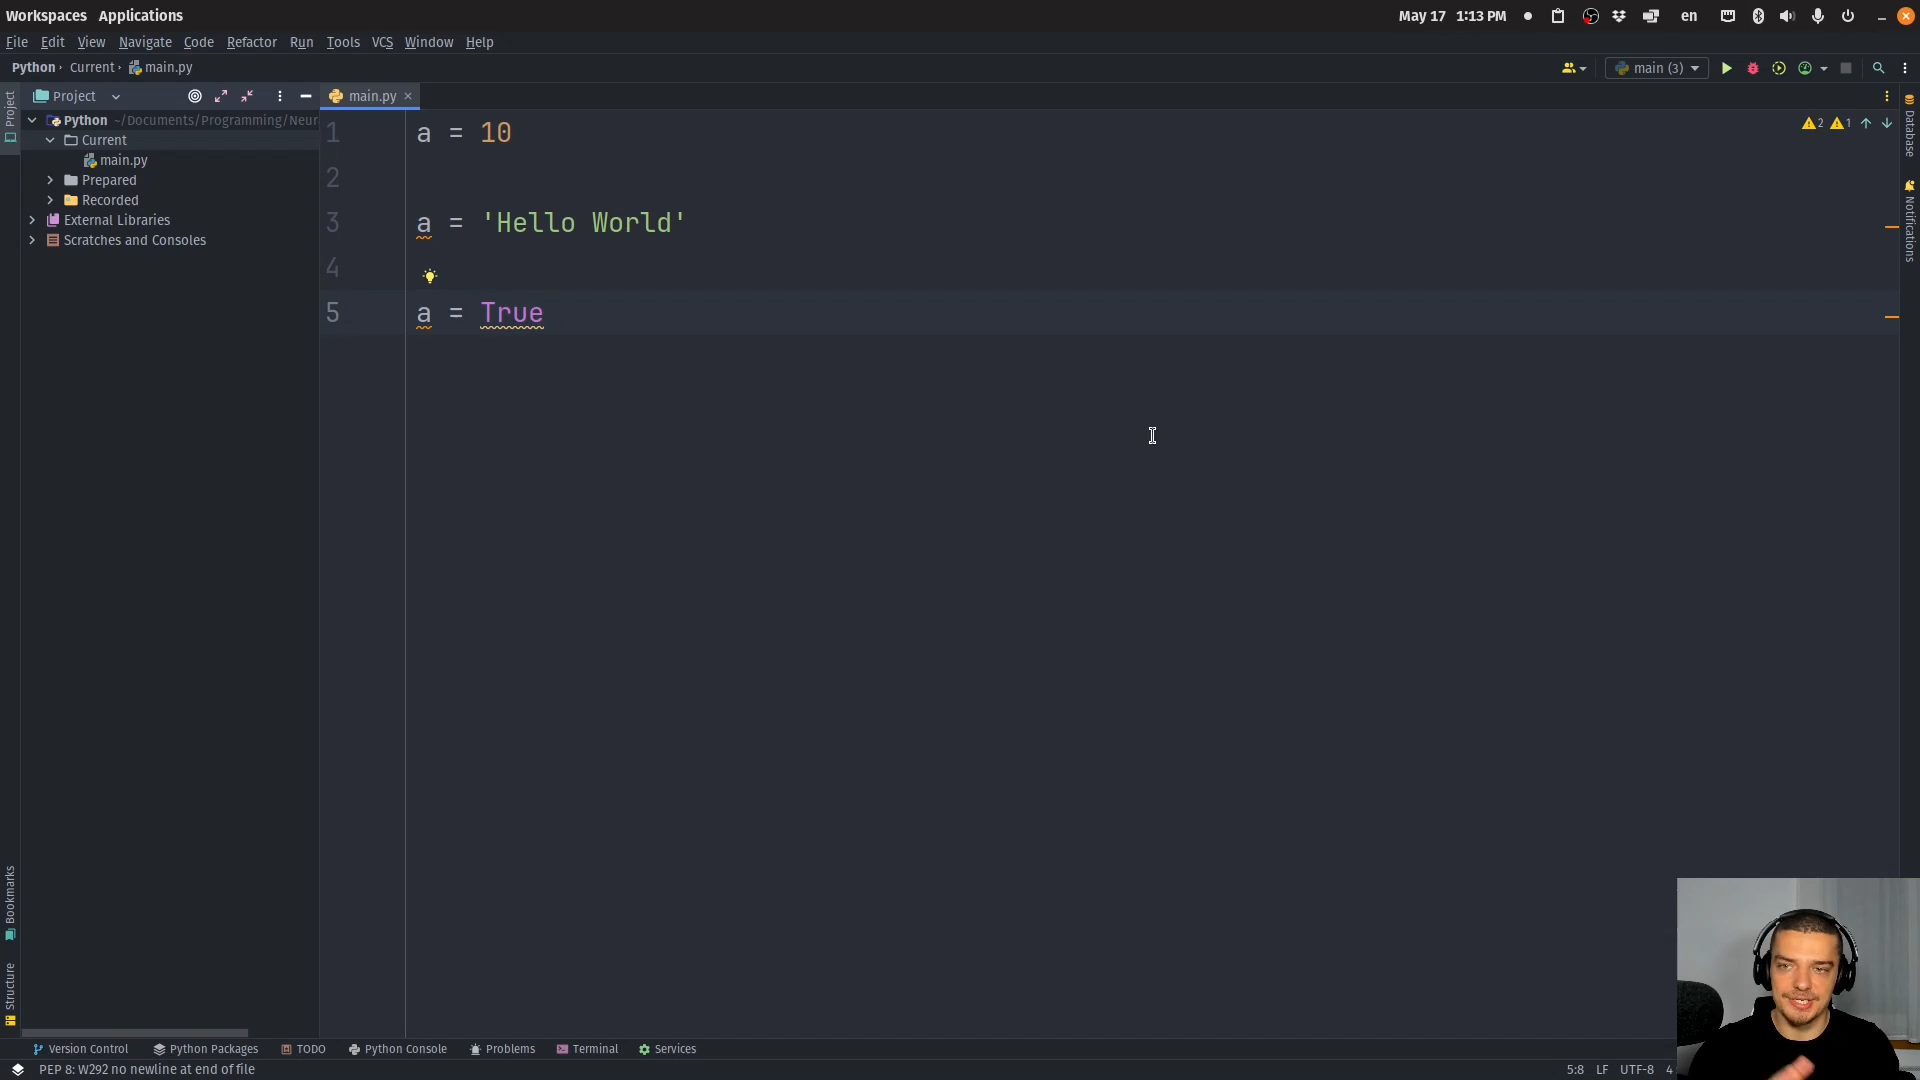 Workspaces Applications
May 17 1:13 PM
en
File Edit View Navigate Code Refactor Run Tools VCS Window Help
Python Current main.py
main (3)
Project
Project
main.py
Python ~/Documents/Programming/Neur
Current
main.py
Prepared
Recorded
External Libraries
Scratches and Consoles
1 a = 10
2
3 a = 'Hello World'
4
5 a = True
2 1
Database
Notifications
Bookmarks
Structure
Version Control Python Packages TODO Python Console Problems Terminal Services
PEP 8: W292 no newline at end of file
5:8 LF UTF-8 4